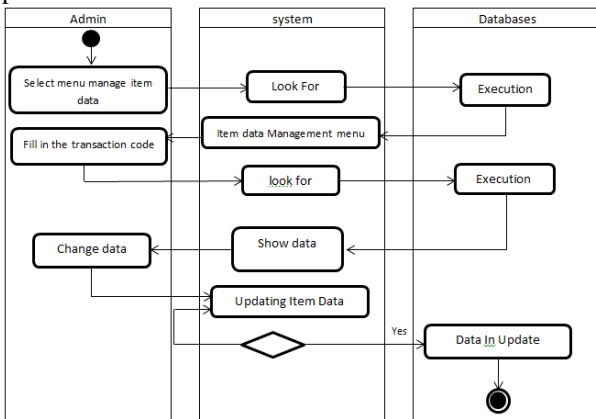 Admin
system
Databases
Select menu manage item
data
Look For
Execution
Item data Management menu
Fill in the transaction code
look for
Execution
Change data
Show data
Updating Item Data
Yes
Data In Update